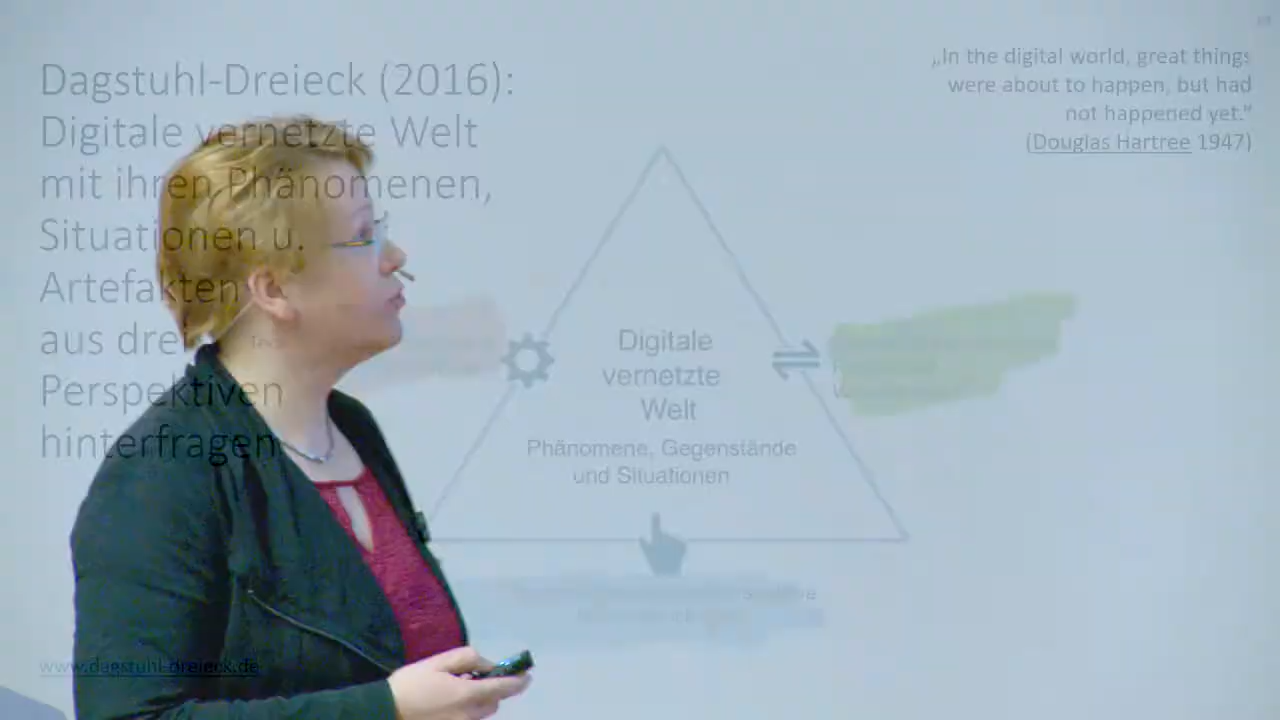 Dagstuhl-Dreieck (2016):
Digitale vernetzte Welt
mit ihren Phänomenen,
Situationen u.
Artefakten
aus drei
Perspektiven
hinterfragen
„In the digital world, great things
were about to happen, but had
not happened yet.“
(Douglas Hartree 1947)
Digitale
vernetzte
Welt
Phänomene, Gegenstände
und Situationen
www.dagstuhl-dreieck.de